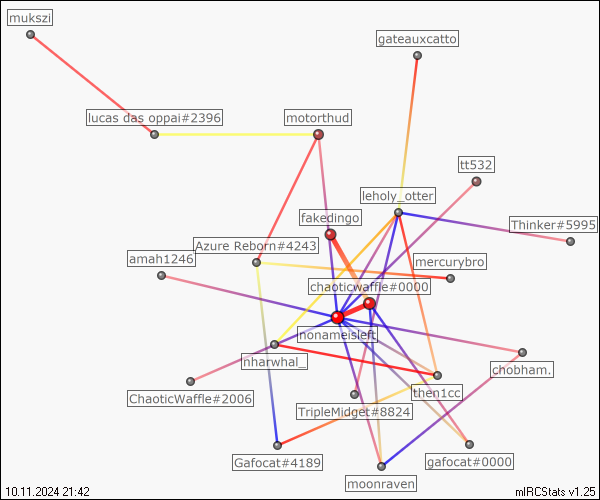 mukszi
gateauxcatto
lucas das oppai#2396
motorthud
tt532
leholy_otter
fakedingo
Thinker#5995
Azure Reborn#4243
amah1246
mercurybro
chaoticwaffle#0000
nonameisleft
nharwhal_
chobham.
then1cc
ChaoticWaffle#2006
TripleMidget#8824
Gafocat#4189
gafocat#0000
moonraven
10.11.2024 21:42
mIRCStats v1.25